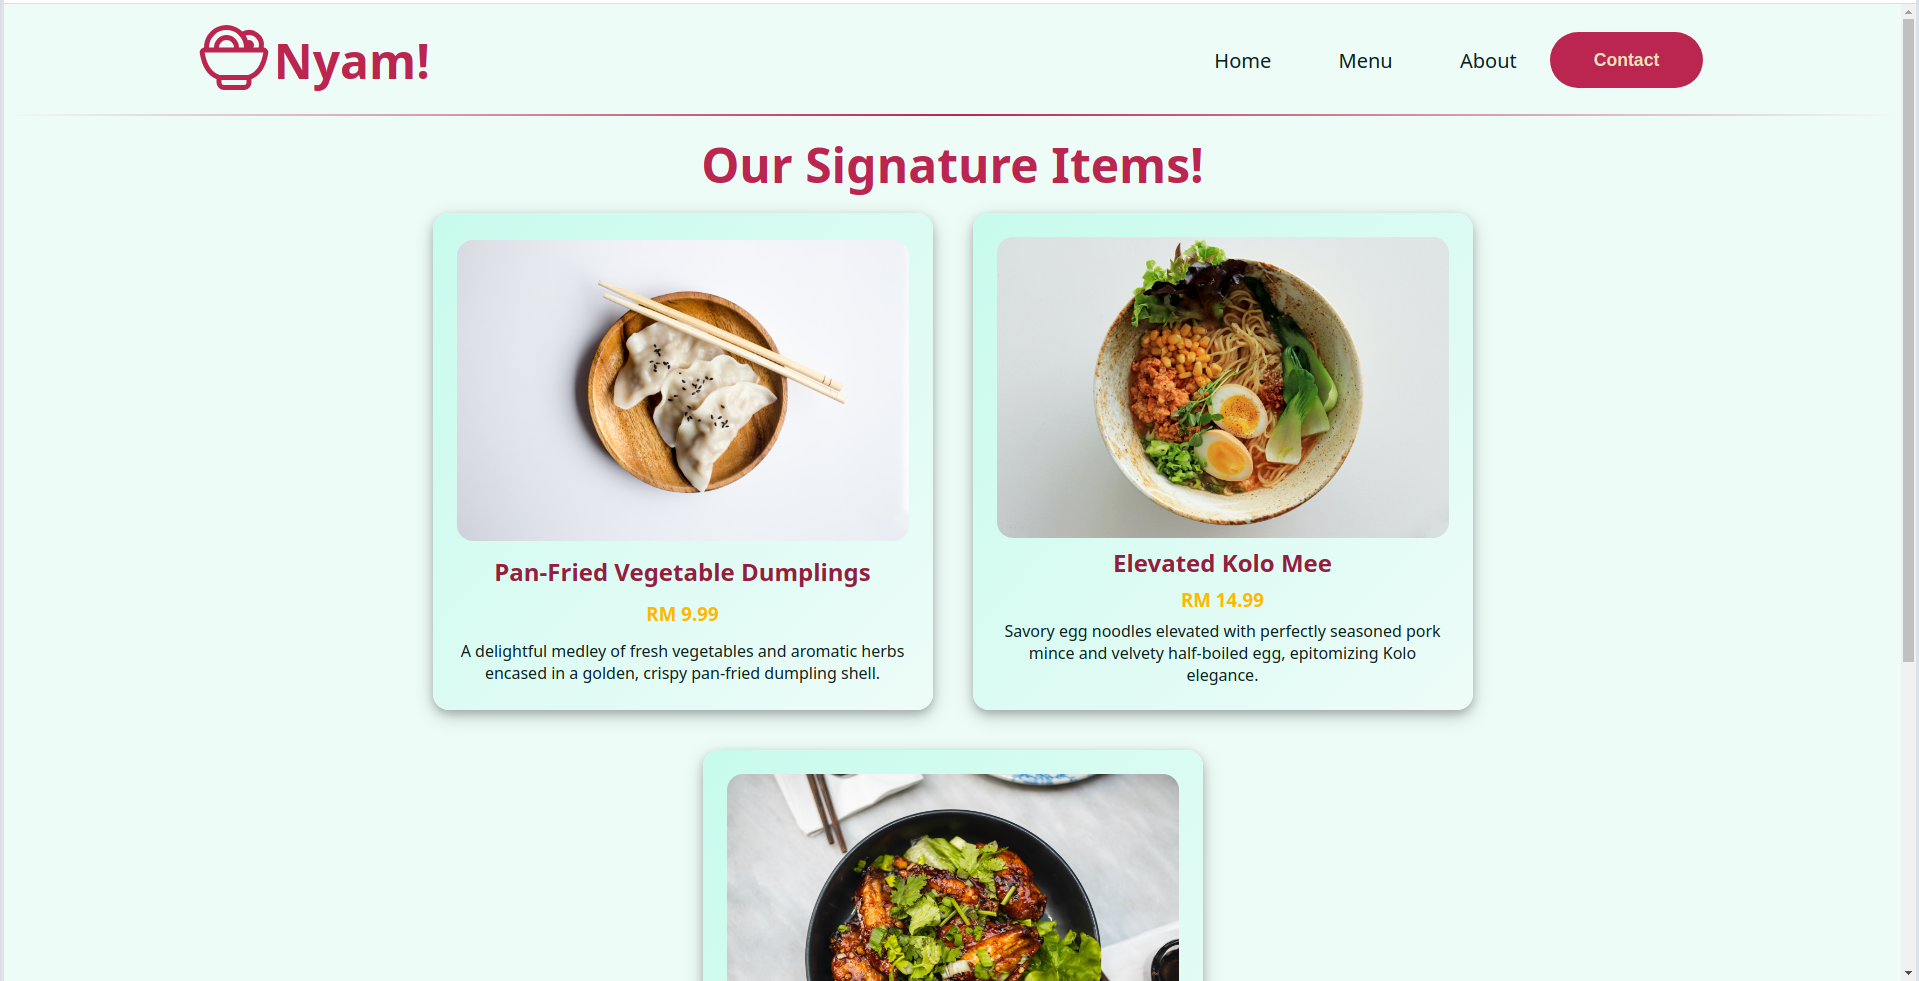 Nyam!
Home
Menu
About
Contact
Our Signature Items!
Pan-Fried Vegetable Dumplings
RM 9.99
A delightful medley of fresh vegetables and aromatic herbs
encased in a golden, crispy pan-fried dumpling shell.
Elevated Kolo Mee
RM 14.99
Savory egg noodles elevated with perfectly seasoned pork
mince and velvety half-boiled egg, epitomizing Kolo
elegance.